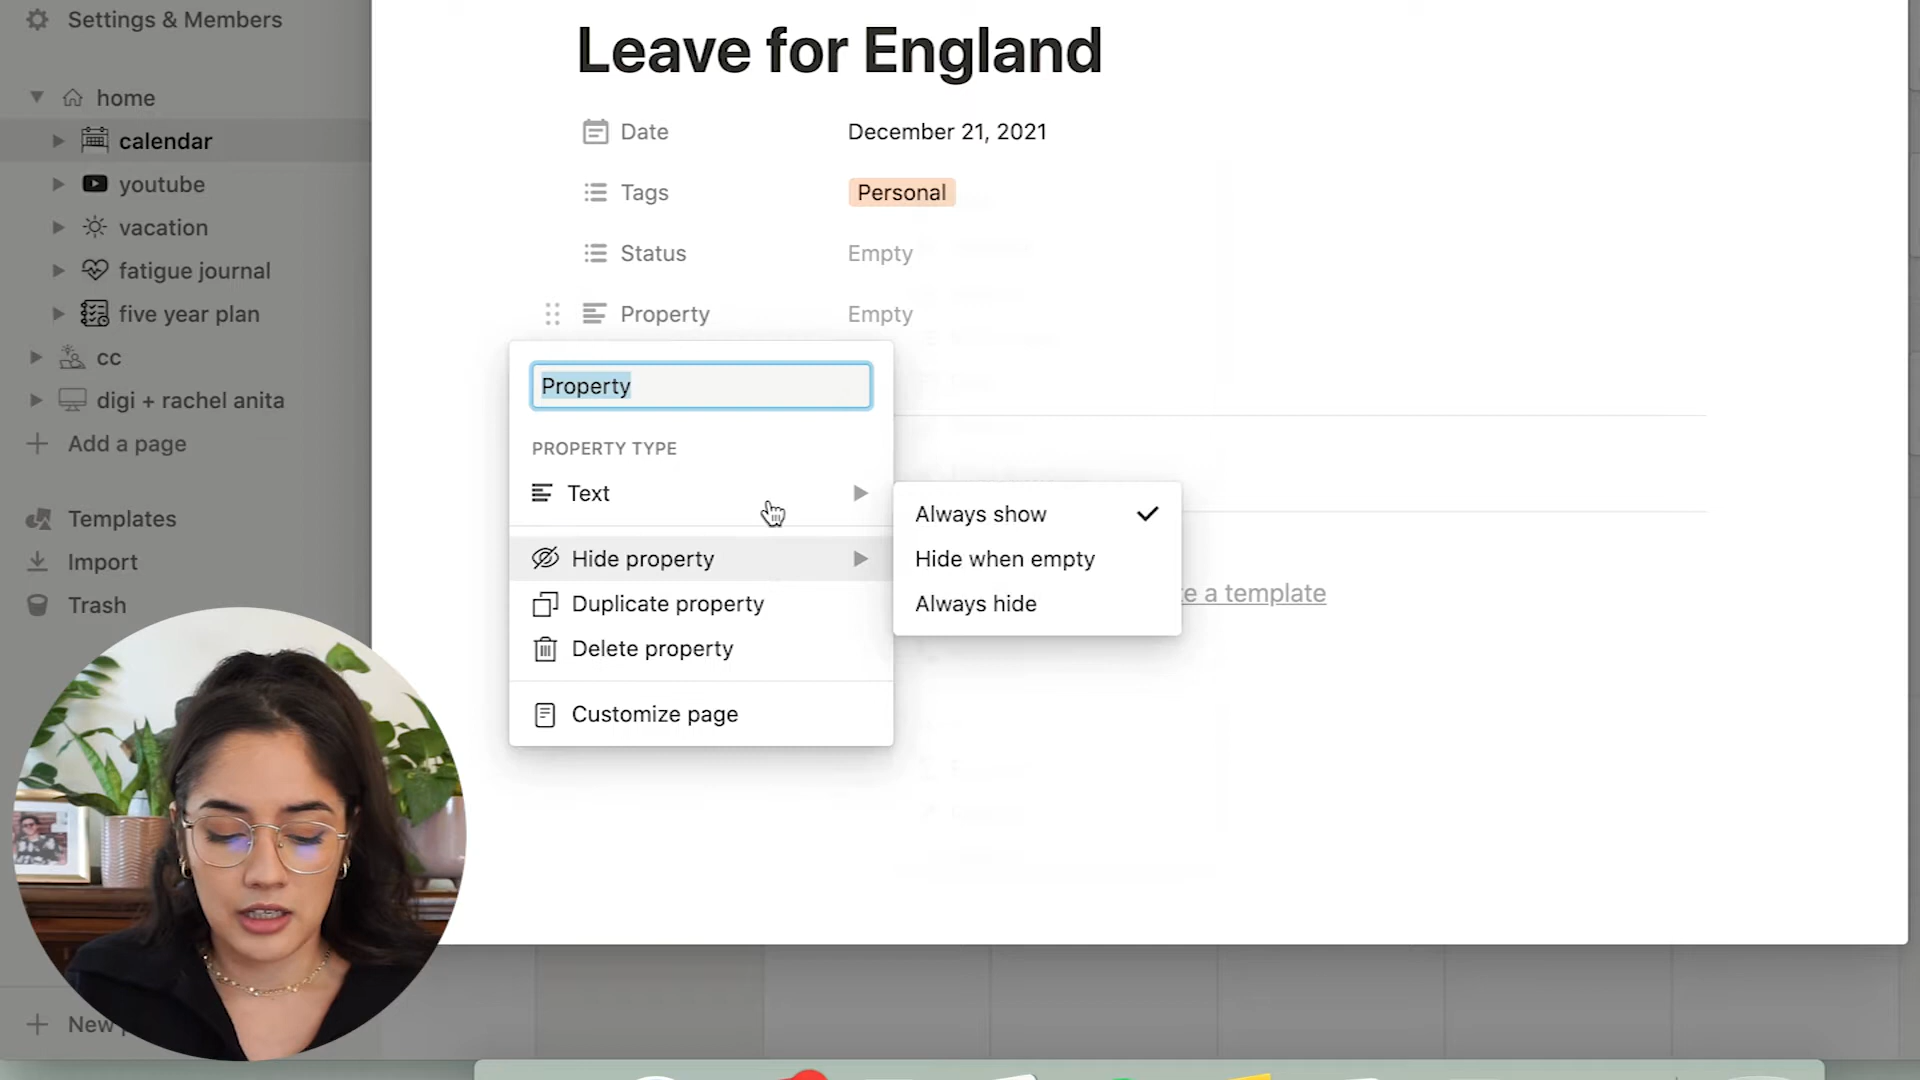 Settings & Members
home
calendar
youtube
vacation
fatigue journal
five year plan
cc
digi + rachel anita
Add a page
Templates
Import
Trash
New
Leave for England
Date December 21, 2021
Tags Personal
Status Empty
Property Empty
Property
PROPERTY TYPE
Text
Hide property
Duplicate property
Delete property
Customize page
Always show
Hide when empty
Always hide
e a template